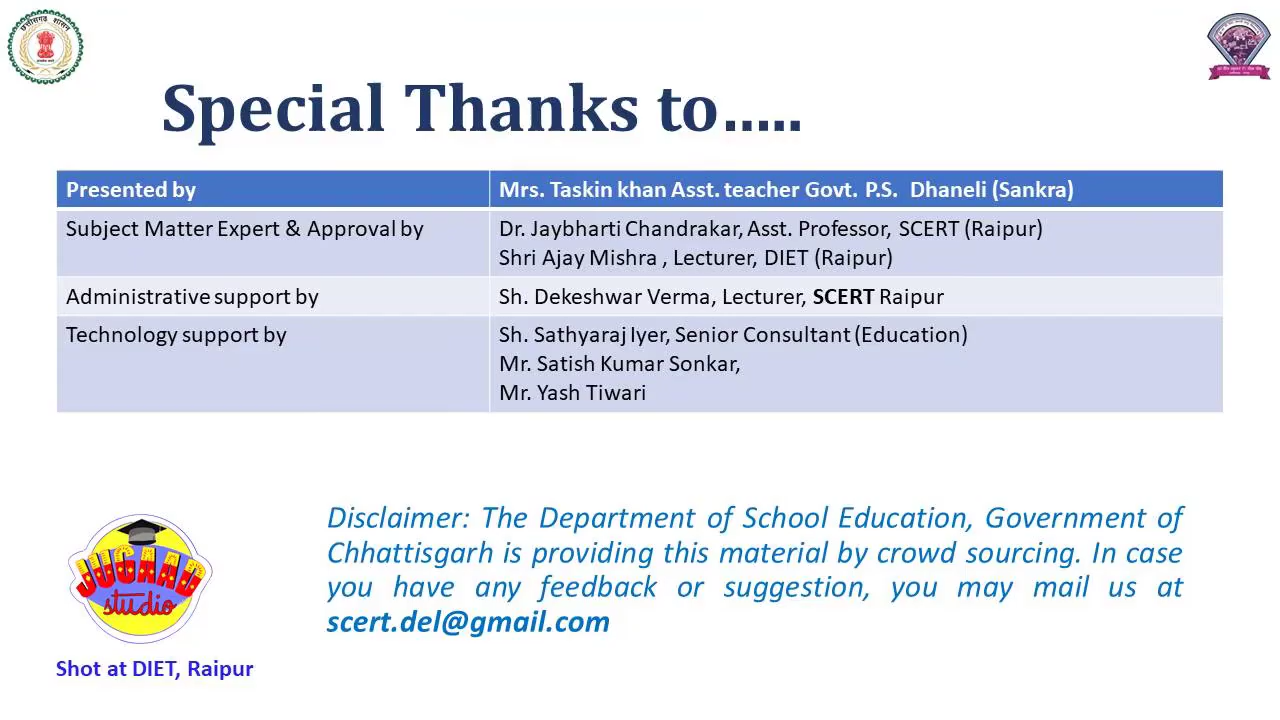 छत्तीसगढ़ शासन
Special Thanks to…..
Presented by
Mrs. Taskin khan Asst. teacher Govt. P.S. Dhaneli (Sankra)
Subject Matter Expert & Approval by
Dr. Jaybharti Chandrakar, Asst. Professor, SCERT (Raipur)
Shri Ajay Mishra , Lecturer, DIET (Raipur)
Administrative support by
Sh. Dekeshwar Verma, Lecturer, SCERT Raipur
Technology support by
Sh. Sathyaraj Iyer, Senior Consultant (Education)
Mr. Satish Kumar Sonkar,
Mr. Yash Tiwari
Disclaimer: The Department of School Education, Government of
Chhattisgarh is providing this material by crowd sourcing. In case
you have any feedback or suggestion, you may mail us at
scert.del@gmail.com
JUGAAD
studio
Shot at DIET, Raipur